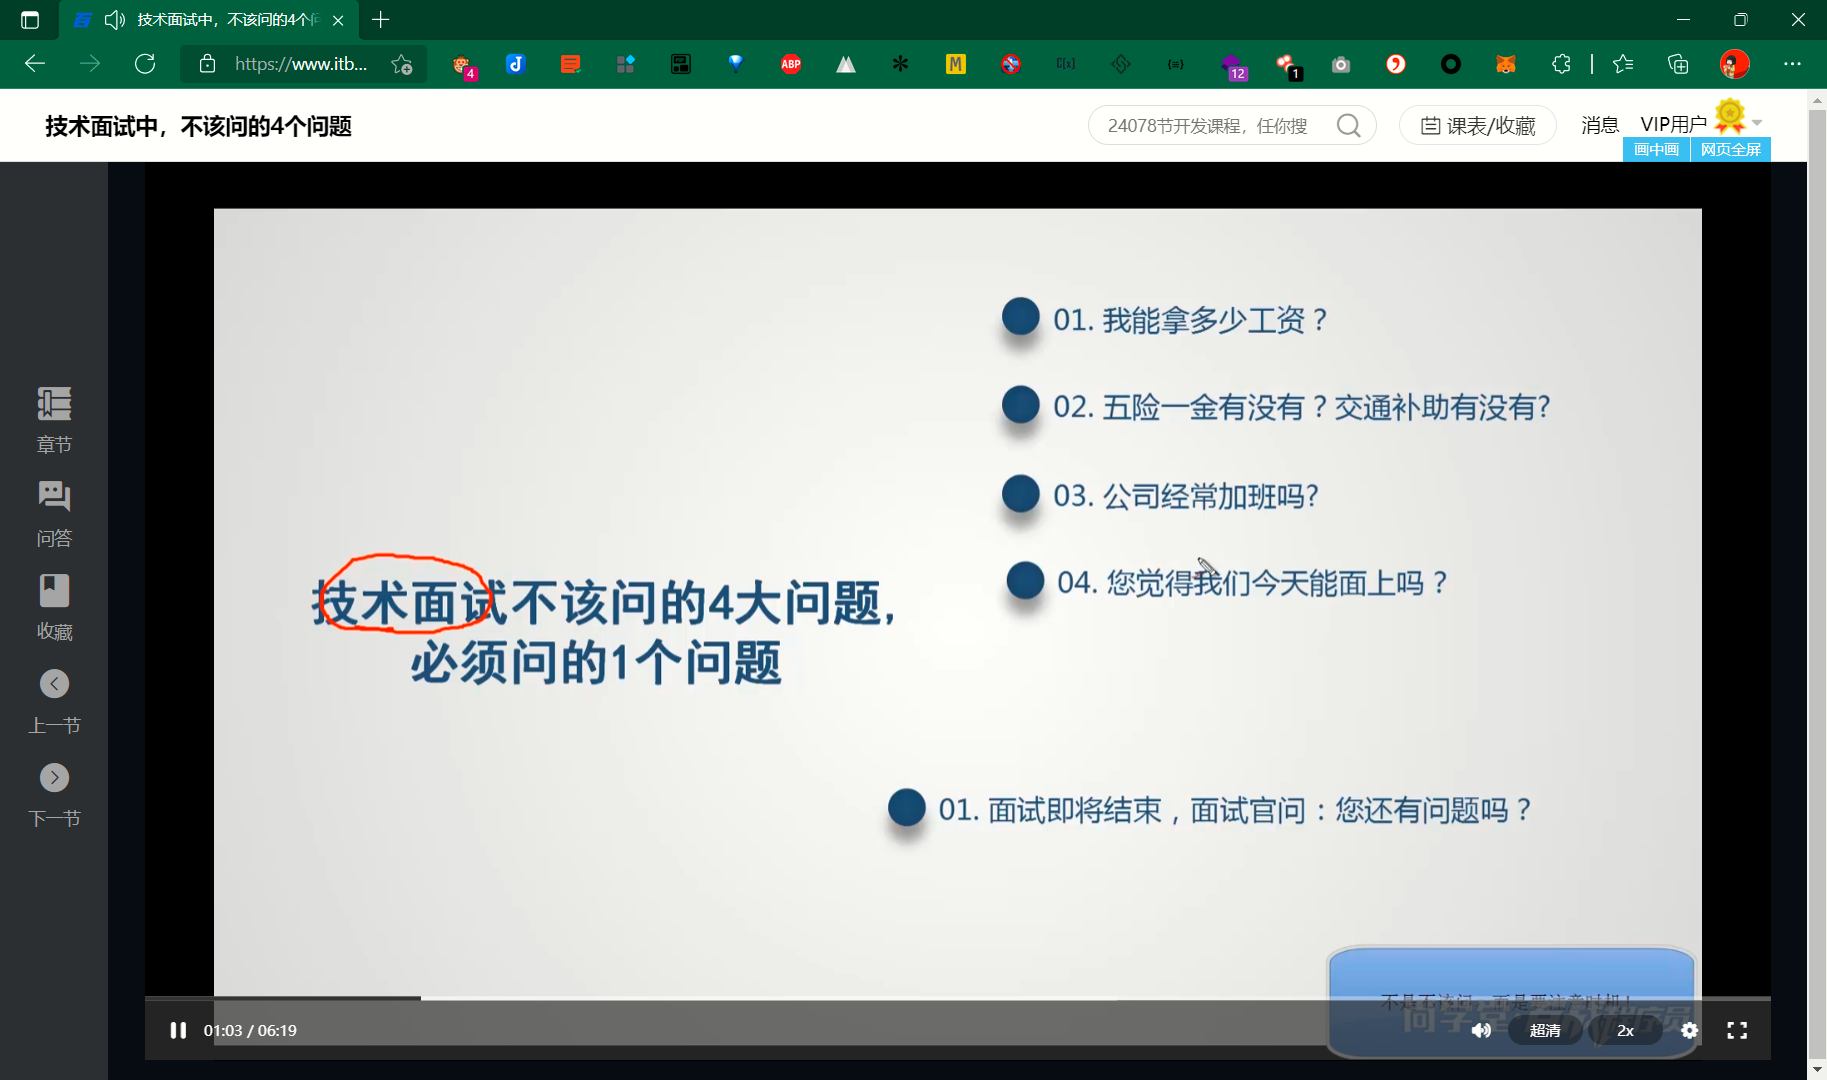 技术面试中，不该问的4个问
https://www.itb...
4
ABP
M
C[x]
{≡}
12
1
技术面试中，不该问的4个问题
24078节开发课程，任你搜
课表/收藏
消息
VIP用户
画中画
网页全屏
章节
问答
收藏
上一节
下一节
01. 我能拿多少工资？
02. 五险一金有没有？交通补助有没有?
03. 公司经常加班吗?
04. 您觉得我们今天能面上吗？
技术面试不该问的4大问题,
必须问的1个问题
01. 面试即将结束，面试官问：您还有问题吗？
不是不该问，而是要注意时机！
01:03 / 06:19
超清
2x